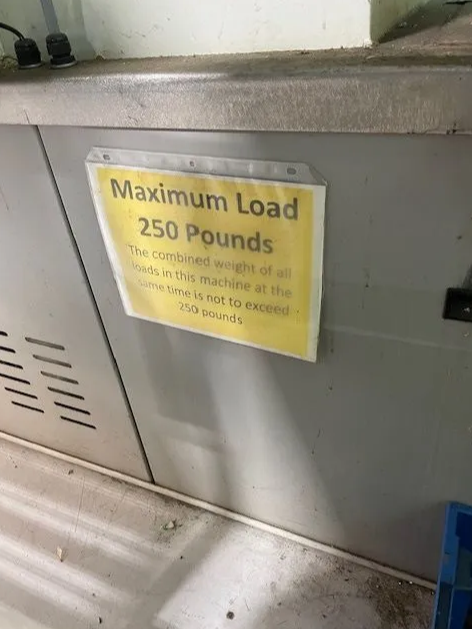 Maximum Load
250 Pounds
The combined weight of all
loads in this machine at the
same time is not to exceed
250 pounds